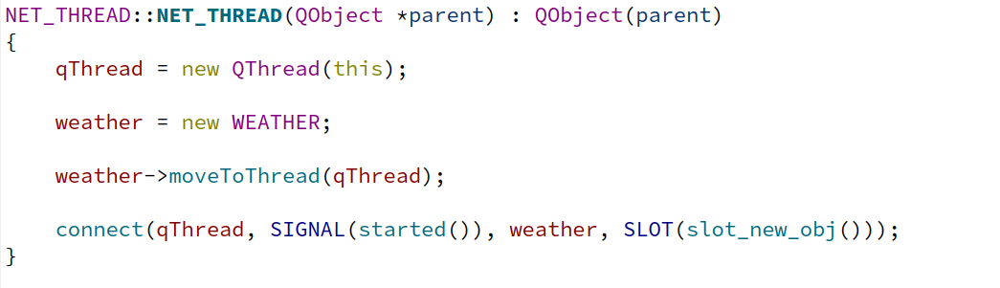 NET_THREAD::NET_THREAD(QObject *parent) : QObject(parent)
{
    qThread = new QThread(this);
    weather = new WEATHER;
    weather->moveToThread(qThread);
    connect(qThread, SIGNAL(started()), weather, SLOT(slot_new_obj()));
}